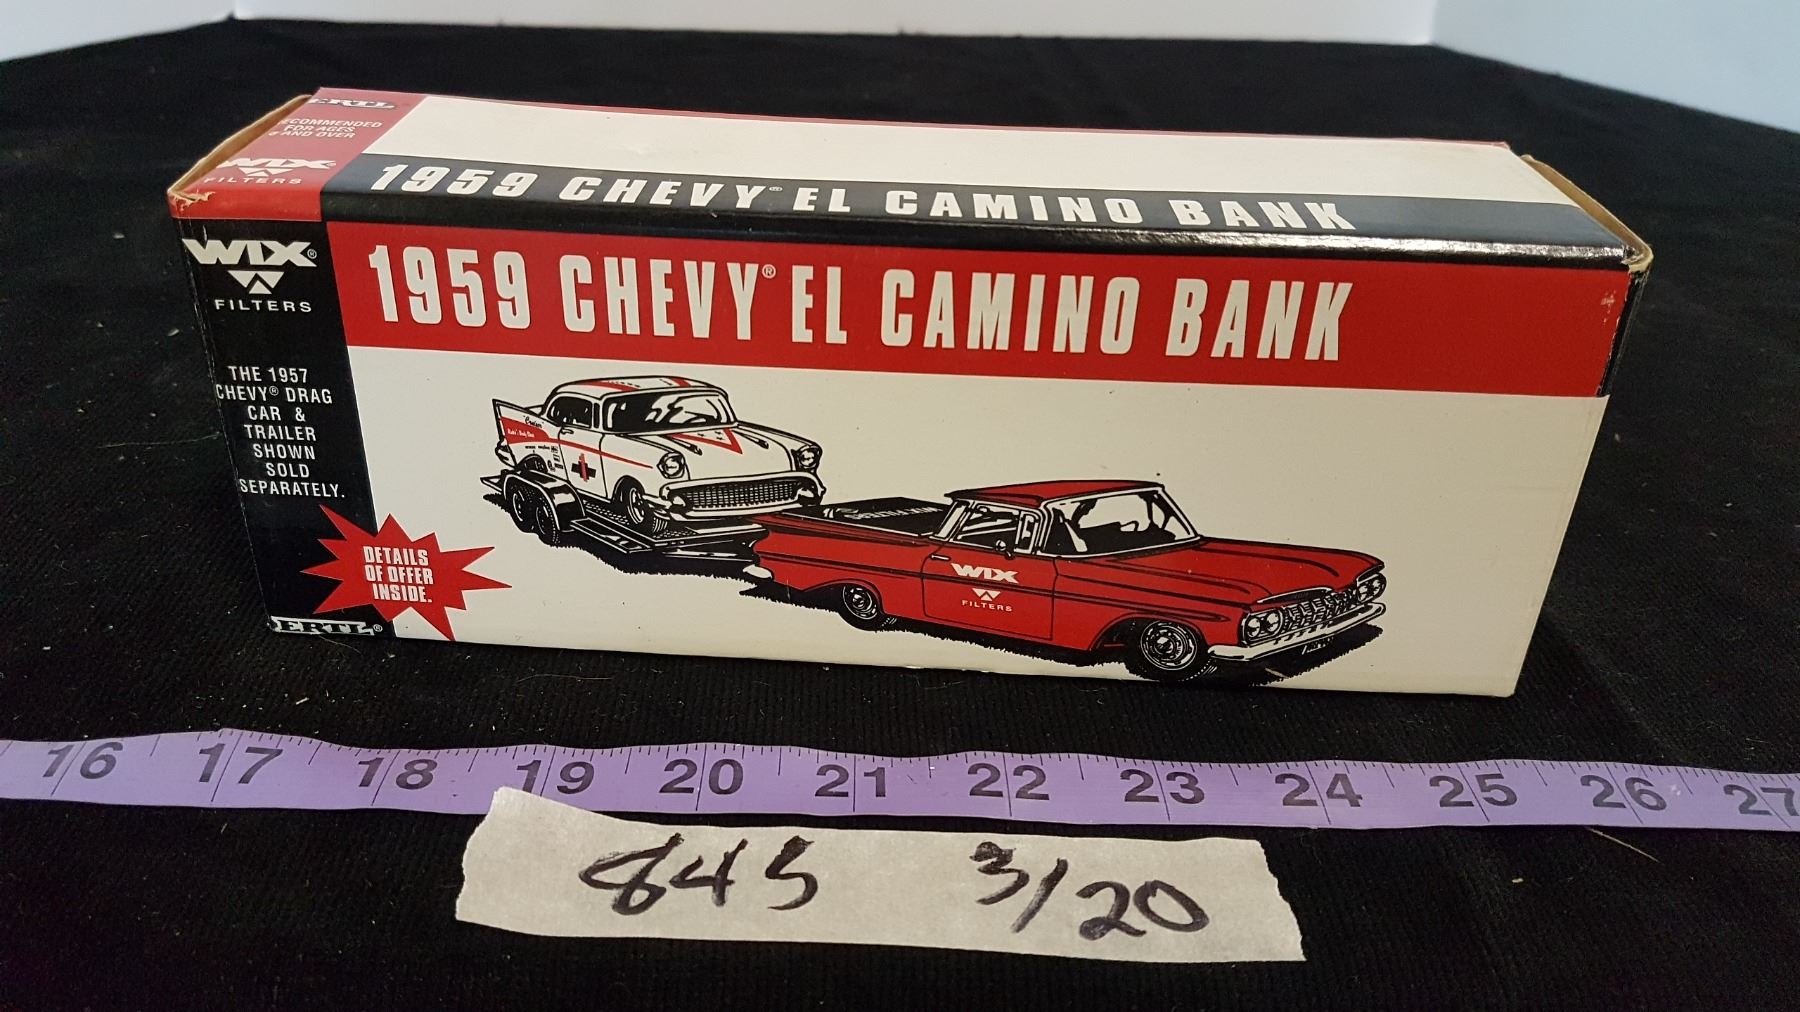 ERTL
RECOMMENDED
FOR AGES
AND OVER
WIX®
FILTERS
1959 CHEVY® EL CAMINO BANK
WIX®
FILTERS
1959 CHEVY® EL CAMINO BANK
THE 1957
CHEVY® DRAG
CAR &
TRAILER
SHOWN
SOLD
SEPARATELY.
DETAILS
OF OFFER
INSIDE.
ERTL®
WIX
FILTERS
16 17 18 19 20 21 22 23 24 25 26 27
845 3/20